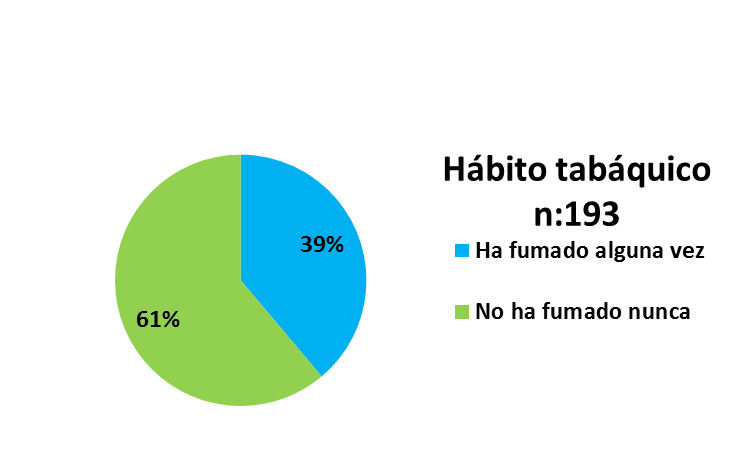 Hábito tabáquico
n:193
39%
Ha fumado alguna vez
No ha fumado nunca
61%